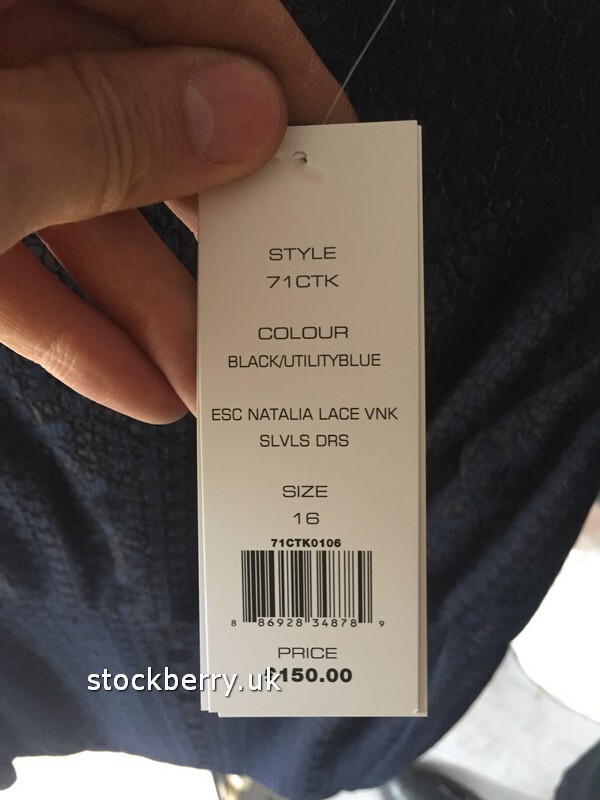 STYLE
71CTK
COLOUR
BLACK/UTILITYBLUE
ESC NATALIA LACE VNK
SLVLS DRS
SIZE
16
71CTK0106
8 86928 34878 9
PRICE
150.00
stockberry.uk